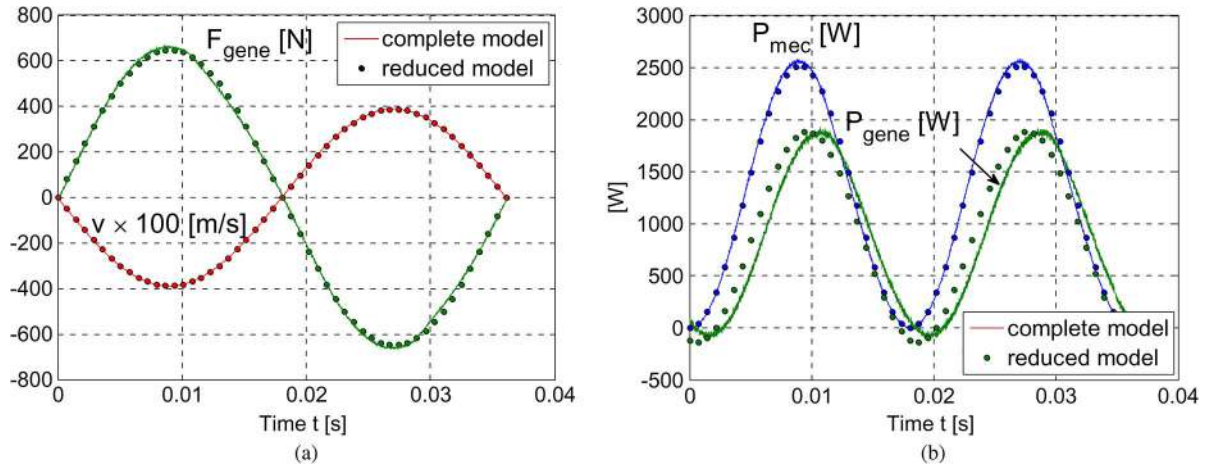 800
600
400
200
0
-200
-400
-600
-800
F_gene [N]
complete model
reduced model
v × 100 [m/s]
0 0.01 0.02 0.03 0.04
Time t [s]
(a)
3000
2500
2000
1500
1000
500
0
-500
[W]
P_mec [W]
P_gene [W]
complete model
reduced model
0 0.01 0.02 0.03 0.04
Time t [s]
(b)